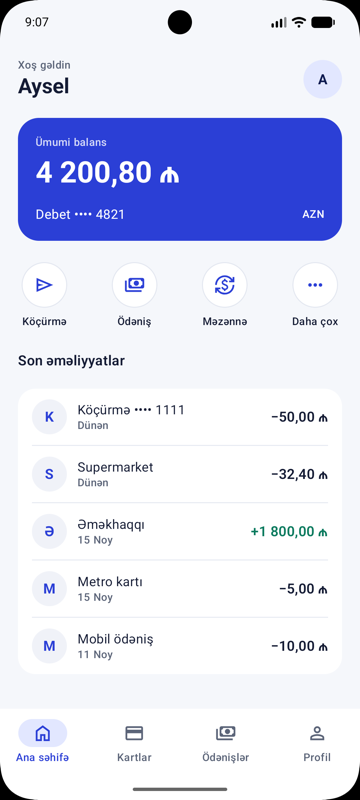 9:07
Xoş gəldin
Aysel
A
Ümumi balans
4 200,80 ₼
Debet •••• 4821
AZN
Köçürmə
Ödəniş
Məzənnə
Daha çox
Son əməliyyatlar
K
Köçürmə •••• 1111
Dünən
−50,00 ₼
S
Supermarket
Dünən
−32,40 ₼
Ə
Əməkhaqqı
15 Noy
+1 800,00 ₼
M
Metro kartı
15 Noy
−5,00 ₼
M
Mobil ödəniş
11 Noy
−10,00 ₼
Ana səhifə
Kartlar
Ödənişlər
Profil